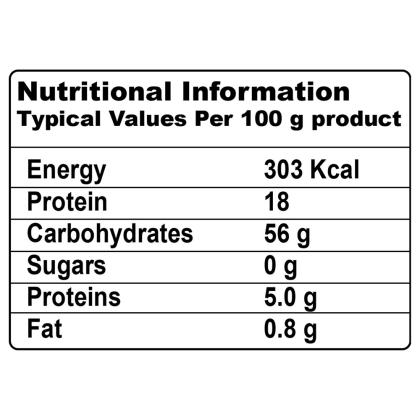 Nutritional Information
Typical Values Per 100 g product
Energy 303 Kcal
Protein 18
Carbohydrates 56 g
Sugars 0 g
Proteins 5.0 g
Fat 0.8 g